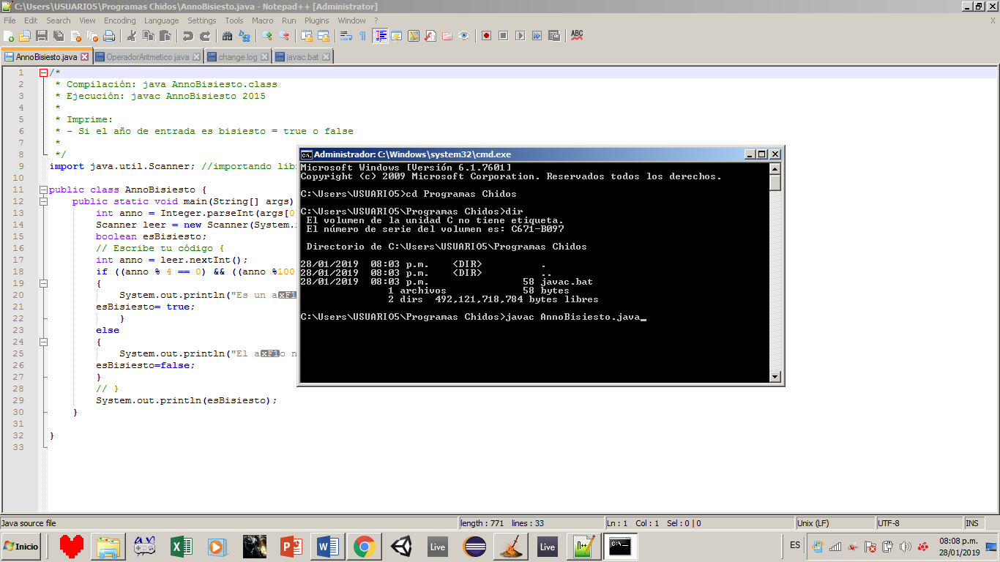 C:\Users\USUARIO5\Programas Chidos\AnnoBisiesto.java - Notepad++ [Administrator]
File Edit Search View Encoding Language Settings Tools Macro Run Plugins Window ?
X
ABC
AnnoBisiesto.java OperadorAritmetico.java change.log javac.bat
1 /*
2 * Compilación: java AnnoBisiesto.class
3 * Ejecución: javac AnnoBisiesto 2015
4 *
5 * Imprime:
6 * - Si el año de entrada es bisiesto = true o false
7 *
8 */
9 import java.util.Scanner; //importando lib
10
11 public class AnnoBisiesto {
12 public static void main(String[] args)
13 int anno = Integer.parseInt(args[0
14 Scanner leer = new Scanner(System.
15 boolean esBisiesto;
16 // Escribe tu código {
17 int anno = leer.nextInt();
18 if ((anno % 4 == 0) && ((anno %100
19 {
20 System.out.println("Es un axF1
21 esBisiesto= true;
22 }
23 else
24 {
25 System.out.println("El axF1o n
26 esBisiesto=false;
27 }
28 // }
29 System.out.println(esBisiesto);
30 }
31
32 }
33
Administrador: C:\Windows\system32\cmd.exe
Microsoft Windows [Versión 6.1.7601]
Copyright (c) 2009 Microsoft Corporation. Reservados todos los derechos.
C:\Users\USUARIO5>cd Programas Chidos
C:\Users\USUARIO5\Programas Chidos>dir
El volumen de la unidad C no tiene etiqueta.
El número de serie del volumen es: C671-B097
Directorio de C:\Users\USUARIO5\Programas Chidos
28/01/2019 08:03 p.m. <DIR> .
28/01/2019 08:03 p.m. <DIR> ..
28/01/2019 08:03 p.m. 58 javac.bat
1 archivos 58 bytes
2 dirs 492,121,718,784 bytes libres
C:\Users\USUARIO5\Programas Chidos>javac AnnoBisiesto.java_
Java source file length : 771 lines : 33 Ln : 1 Col : 1 Sel : 0 | 0 Unix (LF) UTF-8 INS
Inicio Live Live ES 08:08 p.m.
28/01/2019